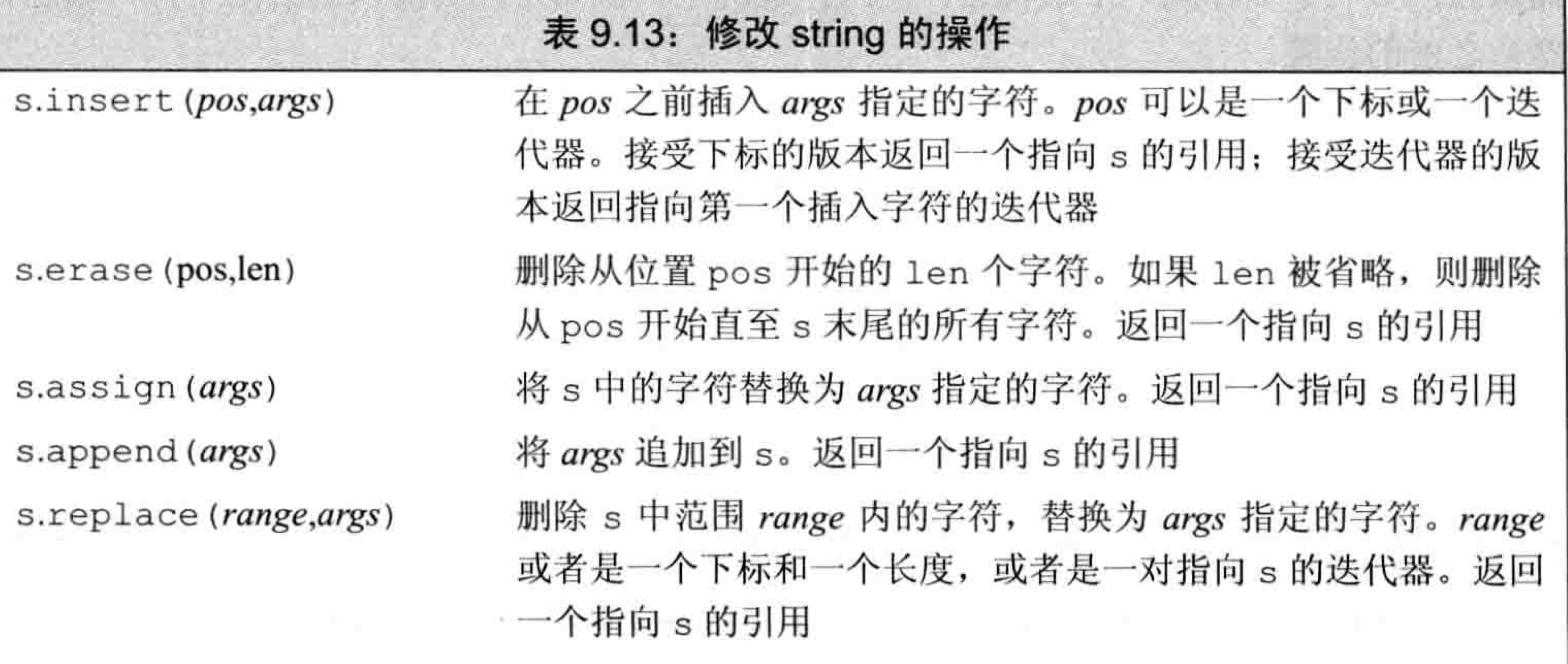 表 9.13：修改 string 的操作
s.insert(pos,args) 在 pos 之前插入 args 指定的字符。pos 可以是一个下标或一个迭
代器。接受下标的版本返回一个指向 s 的引用；接受迭代器的版
本返回指向第一个插入字符的迭代器
s.erase(pos,len) 删除从位置 pos 开始的 len 个字符。如果 len 被省略，则删除
从 pos 开始直至 s 末尾的所有字符。返回一个指向 s 的引用
s.assign(args) 将 s 中的字符替换为 args 指定的字符。返回一个指向 s 的引用
s.append(args) 将 args 追加到 s。返回一个指向 s 的引用
s.replace(range,args) 删除 s 中范围 range 内的字符，替换为 args 指定的字符。range
或者是一个下标和一个长度，或者是一对指向 s 的迭代器。返回
一个指向 s 的引用